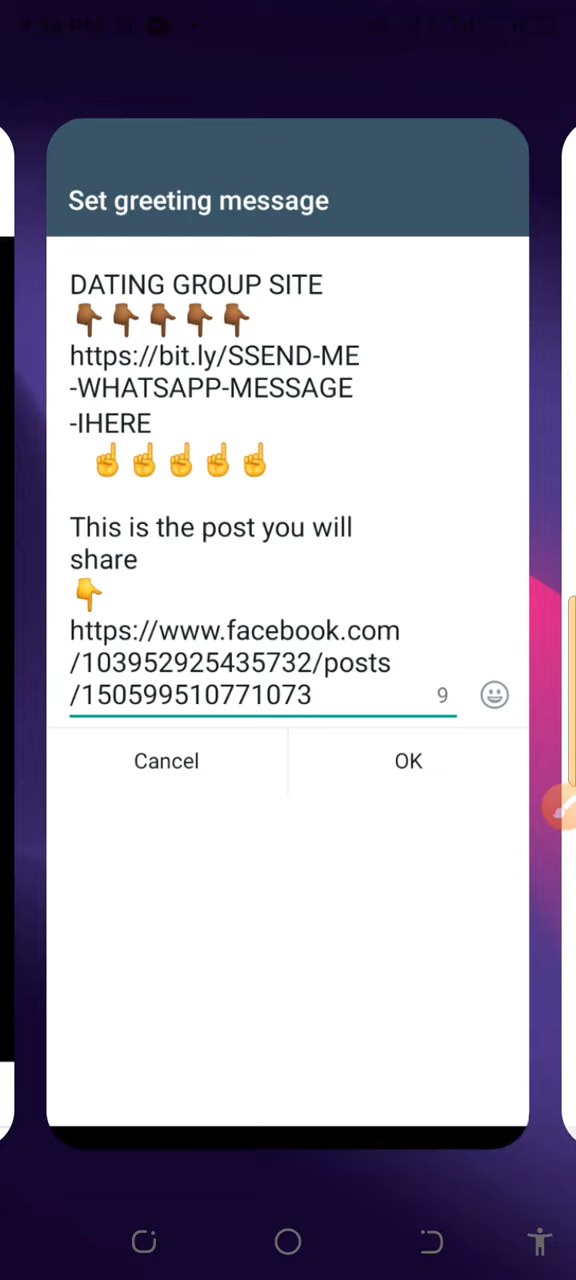 Set greeting message
DATING GROUP SITE
👇🏾👇🏾👇🏾👇🏾👇🏾
https://bit.ly/SSEND-ME
-WHATSAPP-MESSAGE
-IHERE
☝️☝️☝️☝️☝️
This is the post you will
share
👇
https://www.facebook.com
/103952925435732/posts
/150599510771073
9
Cancel
OK